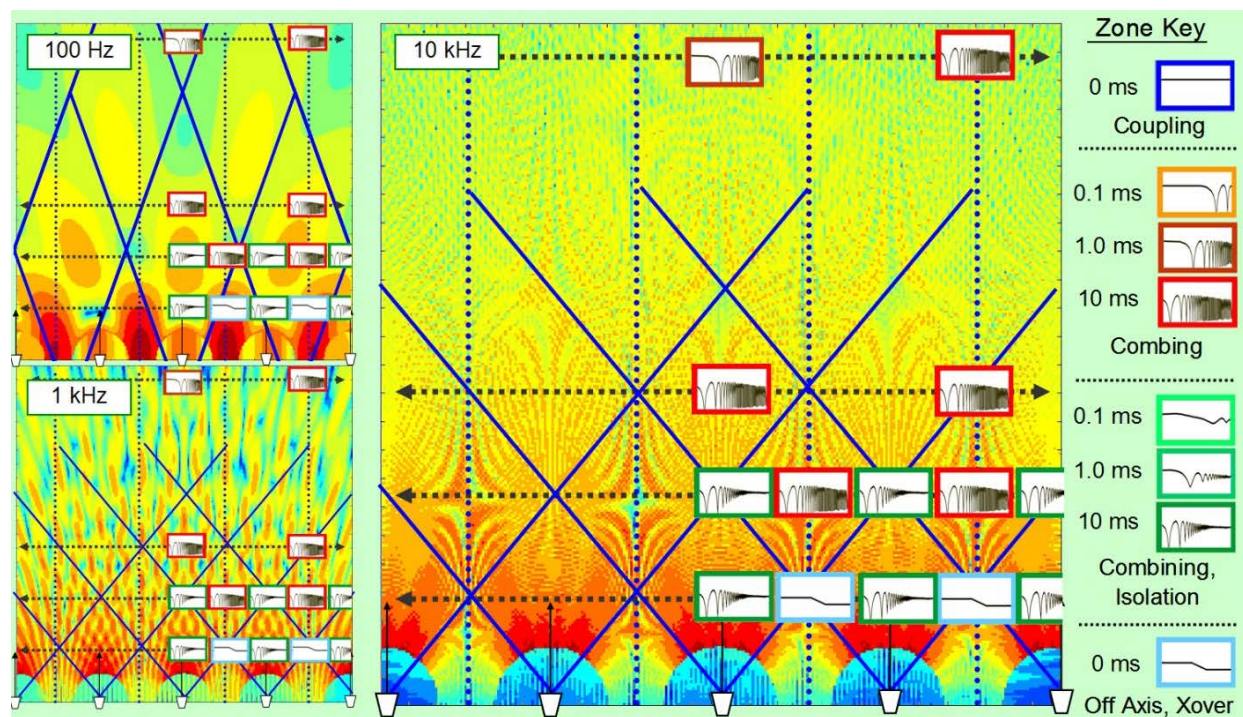 100 Hz
1 kHz
10 kHz
Zone Key
0 ms
Coupling
0.1 ms
1.0 ms
10 ms
Combing
0.1 ms
1.0 ms
10 ms
Combining,
Isolation
0 ms
Off Axis, Xover